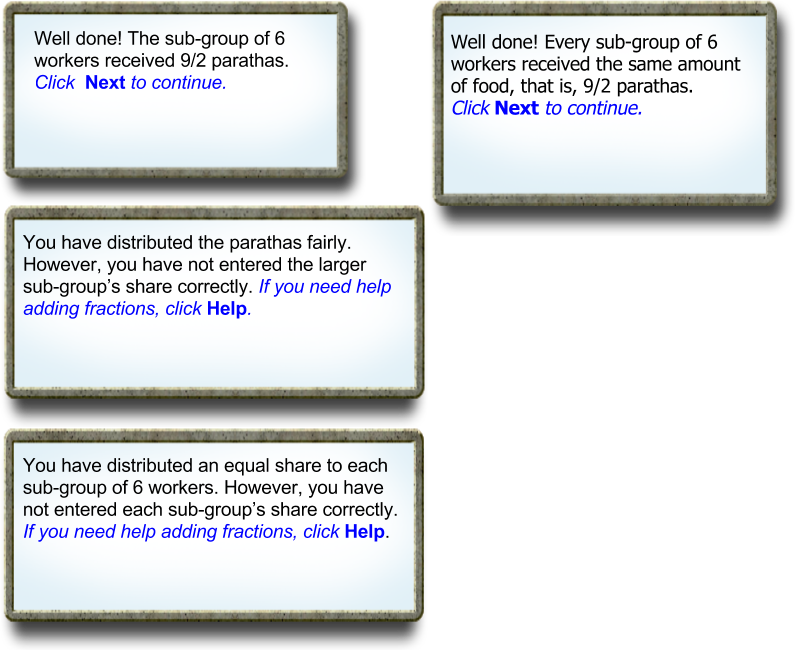 Well done! The sub-group of 6
workers received 9/2 parathas.
Click Next to continue.
Well done! Every sub-group of 6
workers received the same amount
of food, that is, 9/2 parathas.
Click Next to continue.
You have distributed the parathas fairly.
However, you have not entered the larger
sub-group’s share correctly. If you need help
adding fractions, click Help.
You have distributed an equal share to each
sub-group of 6 workers. However, you have
not entered each sub-group’s share correctly.
If you need help adding fractions, click Help.